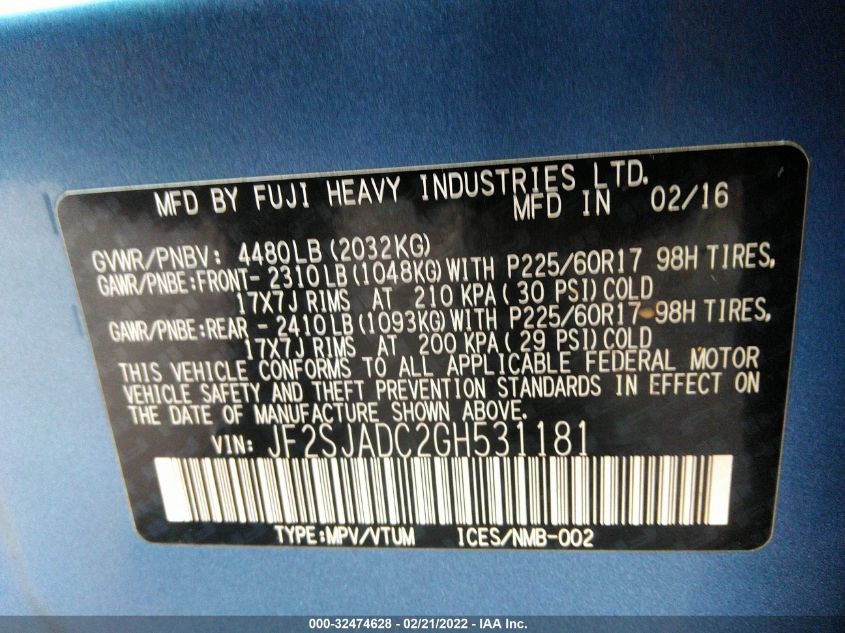 MFD BY FUJI HEAVY INDUSTRIES LTD.
MFD IN 02/16
GVWR/PNBV: 4480LB (2032KG)
GAWR/PNBE:FRONT- 2310LB (1048KG) WITH P225/60R17 98H TIRES,
17X7J RIMS AT 210 KPA ( 30 PSI) COLD
GAWR/PNBE:REAR - 2410LB (1093KG) WITH P225/60R17 98H TIRES,
17X7J RIMS AT 200 KPA ( 29 PSI) COLD
THIS VEHICLE CONFORMS TO ALL APPLICABLE FEDERAL MOTOR
VEHICLE SAFETY AND THEFT PREVENTION STANDARDS IN EFFECT ON
THE DATE OF MANUFACTURE SHOWN ABOVE.
VIN: JF2SJADC2GH531181
TYPE:MPV/VTUM ICES/NMB-002
000-32474628 - 02/21/2022 - IAA Inc.